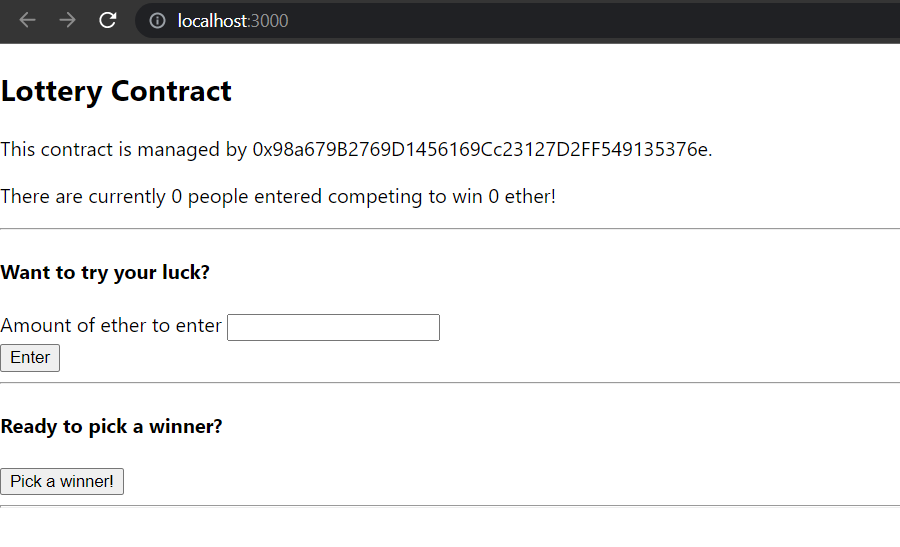 localhost:3000
Lottery Contract
This contract is managed by 0x98a679B2769D1456169Cc23127D2FF549135376e.
There are currently 0 people entered competing to win 0 ether!
Want to try your luck?
Amount of ether to enter
Enter
Ready to pick a winner?
Pick a winner!